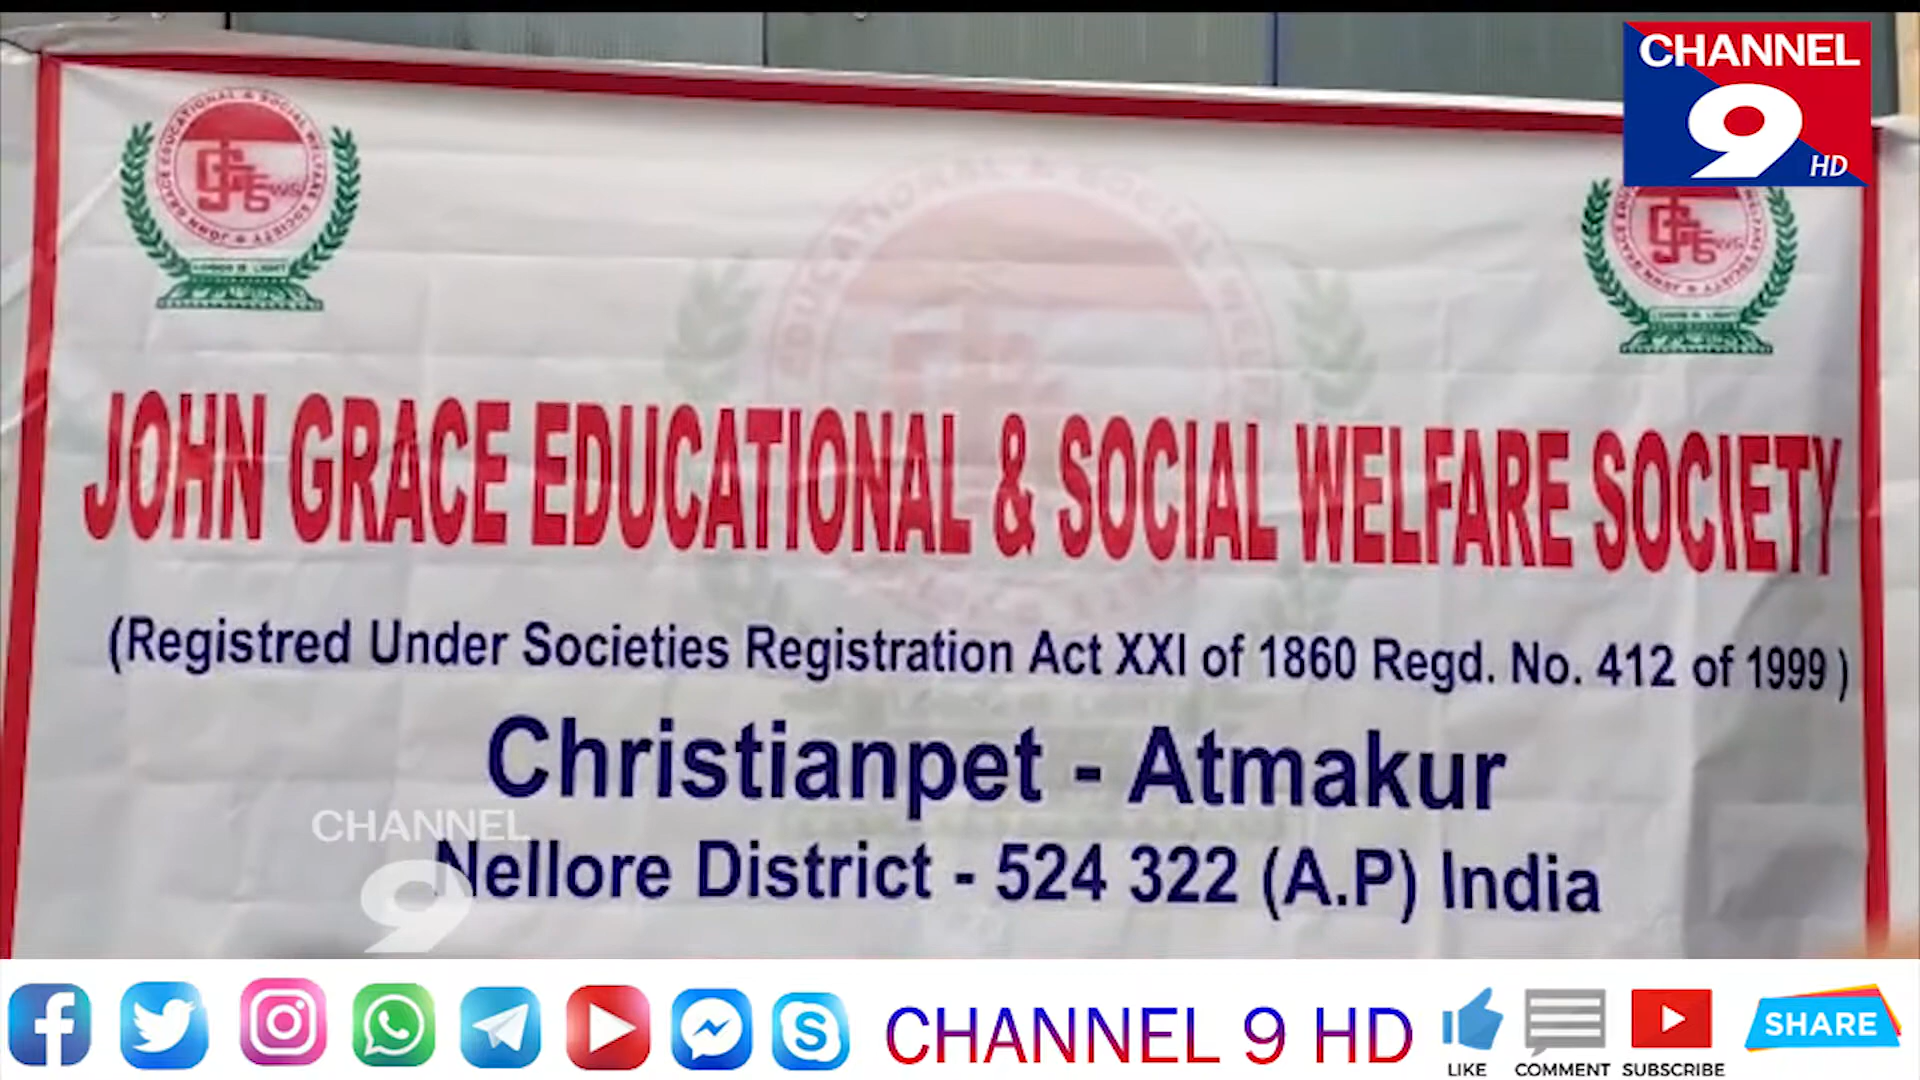 CHANNEL
9
HD
JOHN GRACE EDUCATIONAL & SOCIAL WELFARE SOCIETY
(Registred Under Societies Registration Act XXI of 1860 Regd. No. 412 of 1999 )
Christianpet - Atmakur
Nellore District - 524 322 (A.P) India
CHANNEL
9
CHANNEL 9 HD
LIKE
COMMENT
SUBSCRIBE
SHARE